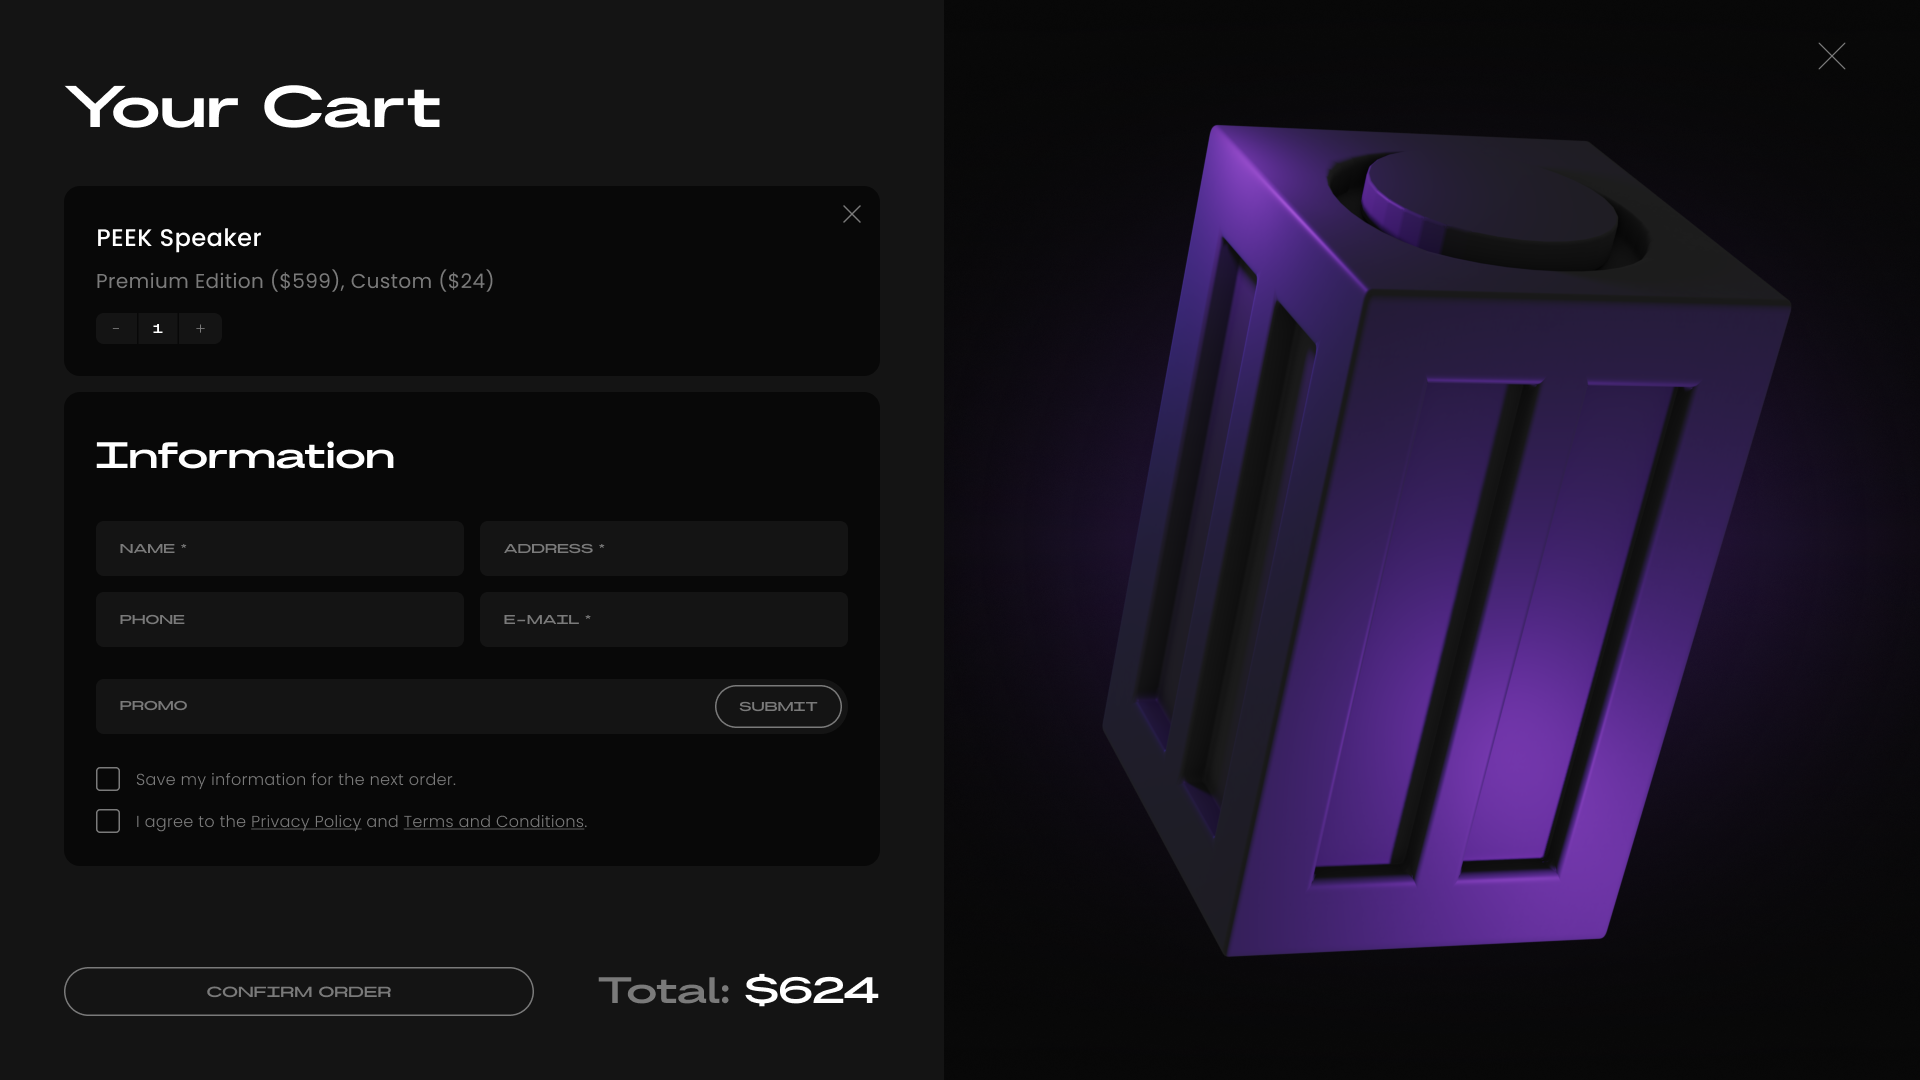 Your Cart
PEEK Speaker
Premium Edition ($599), Custom ($24)
- 1 +
Information
NAME *
ADDRESS *
PHONE
E-MAIL *
PROMO
SUBMIT
Save my information for the next order.
I agree to the Privacy Policy and Terms and Conditions.
CONFIRM ORDER
Total: $624